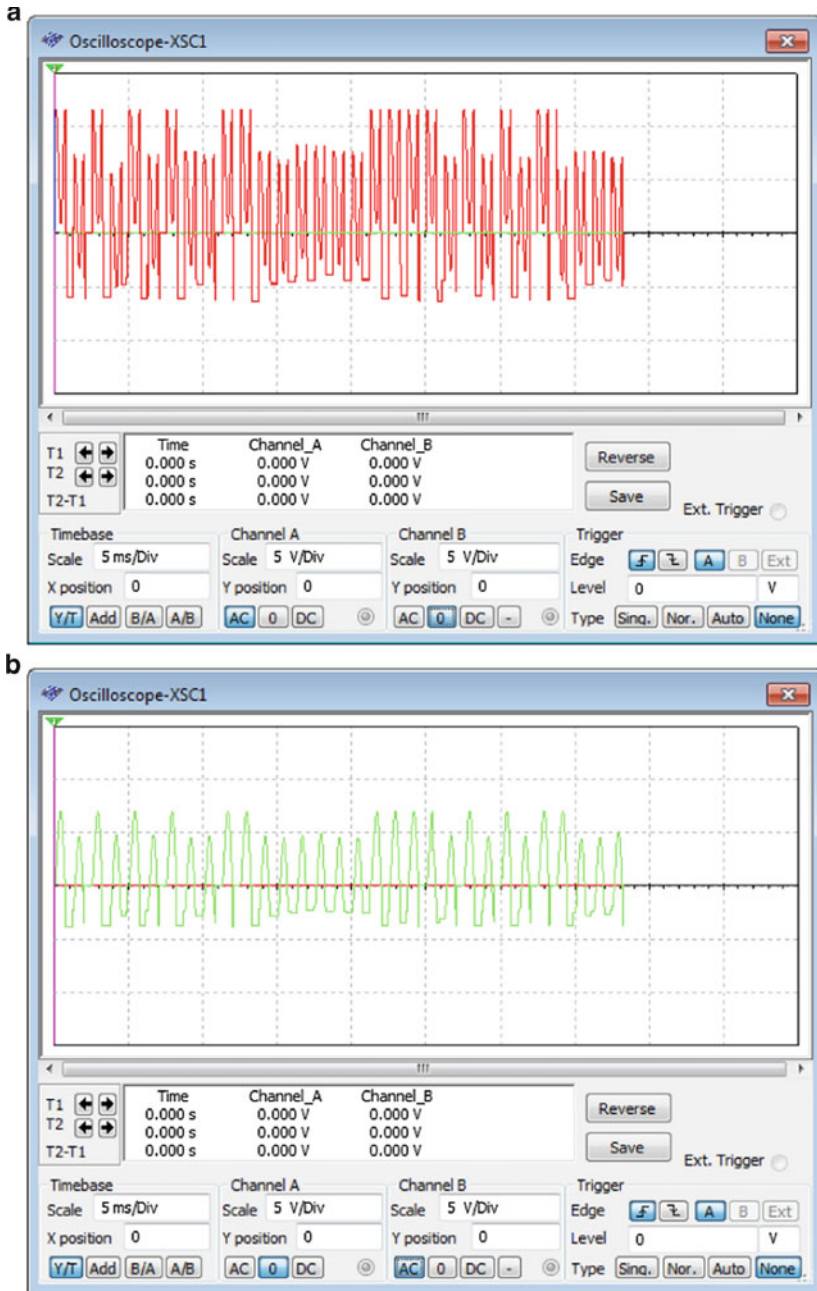 a
Oscilloscope-XSC1
Time Channel_A Channel_B
T1 0.000 s 0.000 V 0.000 V
T2 0.000 s 0.000 V 0.000 V
T2-T1 0.000 s 0.000 V 0.000 V
Reverse
Save
Ext. Trigger
Timebase Channel A Channel B Trigger
Scale 5 ms/Div Scale 5 V/Div Scale 5 V/Div Edge A B Ext
X position 0 Y position 0 Y position 0 Level 0 V
Y/T Add B/A A/B AC 0 DC AC 0 DC - Type Sing. Nor. Auto None
b
Oscilloscope-XSC1
Time Channel_A Channel_B
T1 0.000 s 0.000 V 0.000 V
T2 0.000 s 0.000 V 0.000 V
T2-T1 0.000 s 0.000 V 0.000 V
Reverse
Save
Ext. Trigger
Timebase Channel A Channel B Trigger
Scale 5 ms/Div Scale 5 V/Div Scale 5 V/Div Edge A B Ext
X position 0 Y position 0 Y position 0 Level 0 V
Y/T Add B/A A/B AC 0 DC AC 0 DC - Type Sing. Nor. Auto None